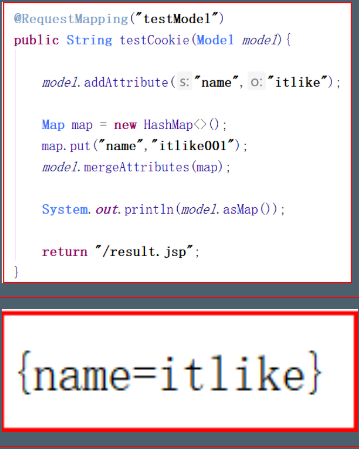 @RequestMapping("testModel")
public String testCookie(Model model){
model.addAttribute( s: "name", o: "itlike");
Map map = new HashMap<>();
map.put("name","itlike001");
model.mergeAttributes(map);
System.out.println(model.asMap());
return "/result.jsp";
}
{name=itlike}